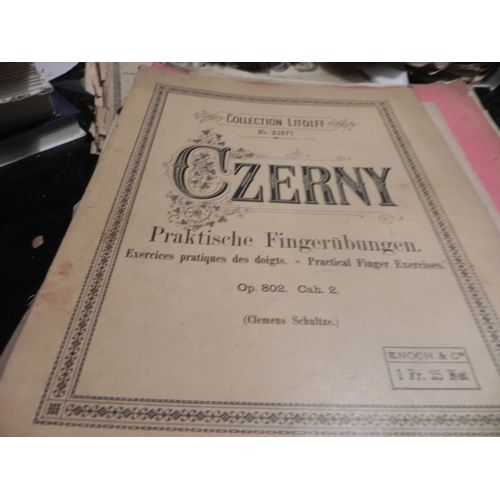 COLLECTION LITOLFF
CZERNY
Praktische Fingerübungen.
Exercices pratiques des doigts. - Practical Finger Exercises.
Op. 802. Cah. 2.
(Clemens Schultze.)
ENOCH & Cie
1 Fr. 25 Net